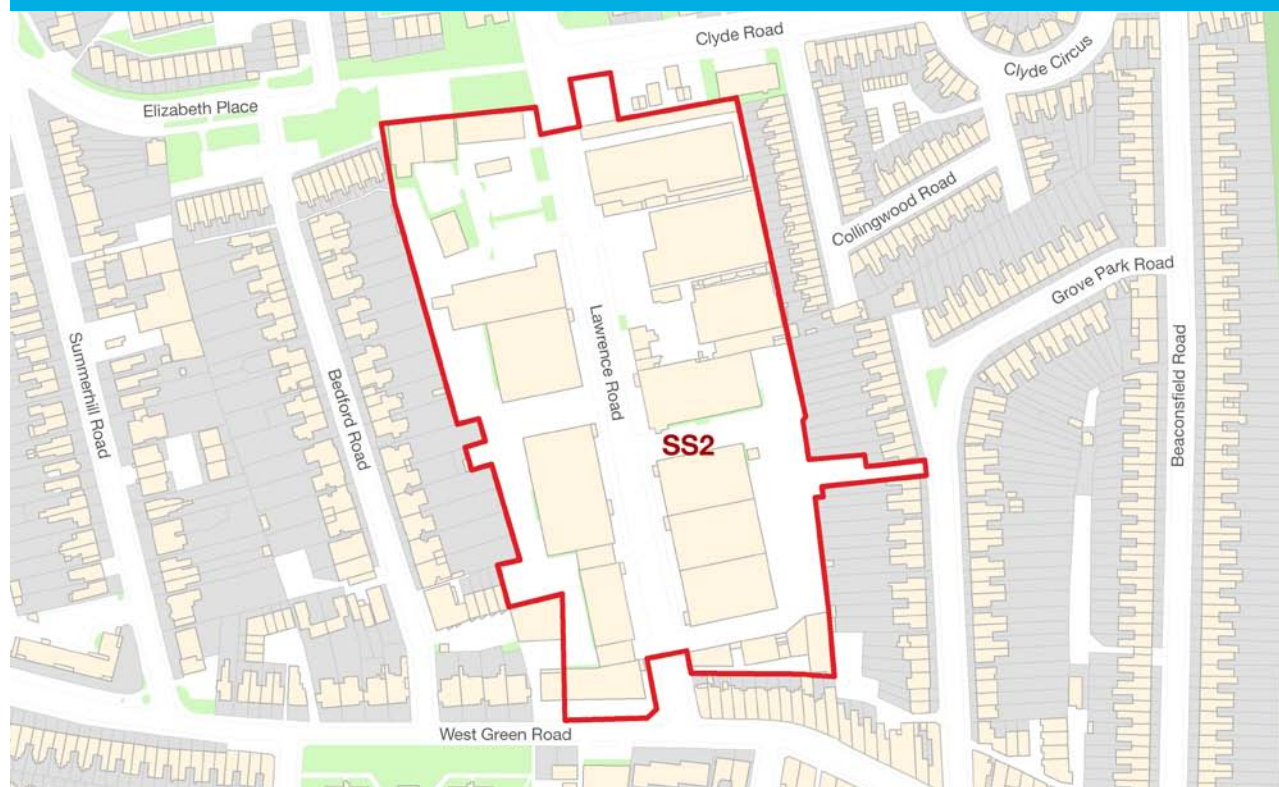 Clyde Road
Clyde Circus
Elizabeth Place
Collingwood Road
Grove Park Road
Summerhill Road
Bedford Road
Lawrence Road
Beaconsfield Road
SS2
West Green Road